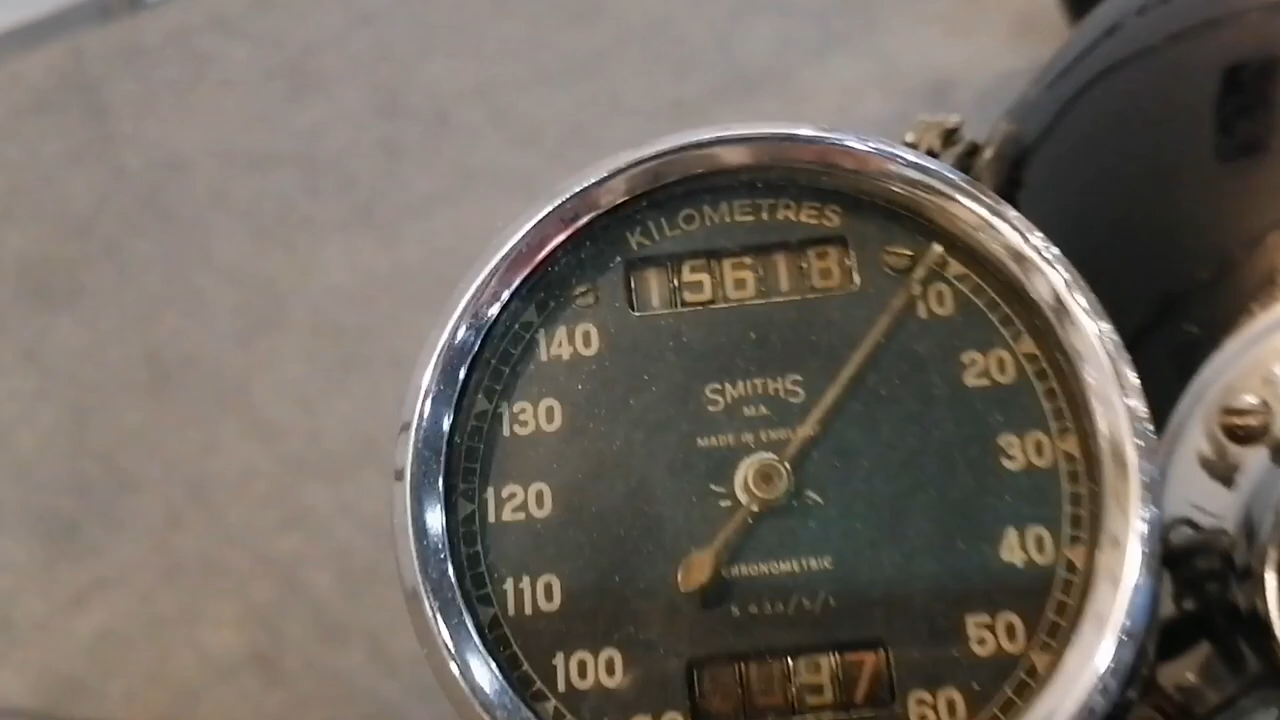 KILOMETRES
15618
10
140
20
SMITHS
M.A.
130
MADE IN ENGLAND
30
120
40
CHRONOMETRIC
110
50
100
97
60